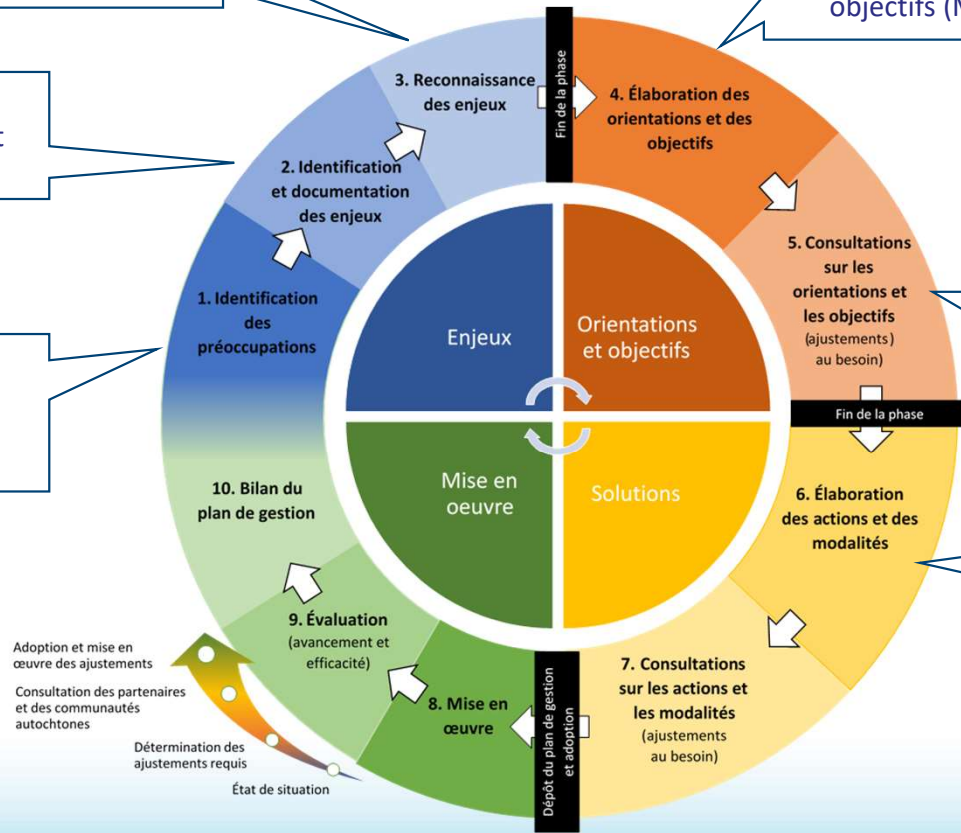 objectifs (M
t
3. Reconnaissance
des enjeux
Fin de la phase
4. Élaboration des
orientations et des
objectifs
2. Identification
et documentation
des enjeux
5. Consultations
sur les
orientations et
les objectifs
(ajustements)
au besoin)
1. Identification
des
préoccupations
Enjeux
Orientations
et objectifs
Fin de la phase
Mise en
oeuvre
Solutions
10. Bilan du
plan de gestion
6. Élaboration
des actions et des
modalités
9. Évaluation
(avancement et
efficacité)
7. Consultations
sur les actions et
les modalités
(ajustements
au besoin)
8. Mise en
œuvre
Dépôt du plan de gestion
et adoption
Adoption et mise en
œuvre des ajustements
Consultation des partenaires
et des communautés
autochtones
Détermination des
ajustements requis
État de situation